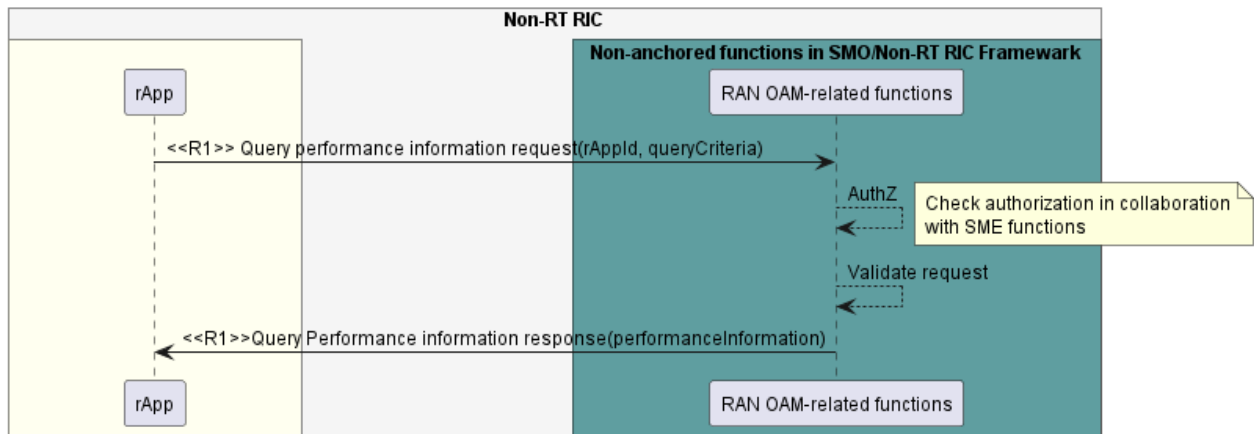 Non-RT RIC
Non-anchored functions in SMO/Non-RT RIC Framewark
rApp
RAN OAM-related functions
<<R1>> Query performance information request(rAppId, queryCriteria)
AuthZ
Check authorization in collaboration
with SME functions
Validate request
<<R1>>Query Performance information response(performanceInformation)
rApp
RAN OAM-related functions